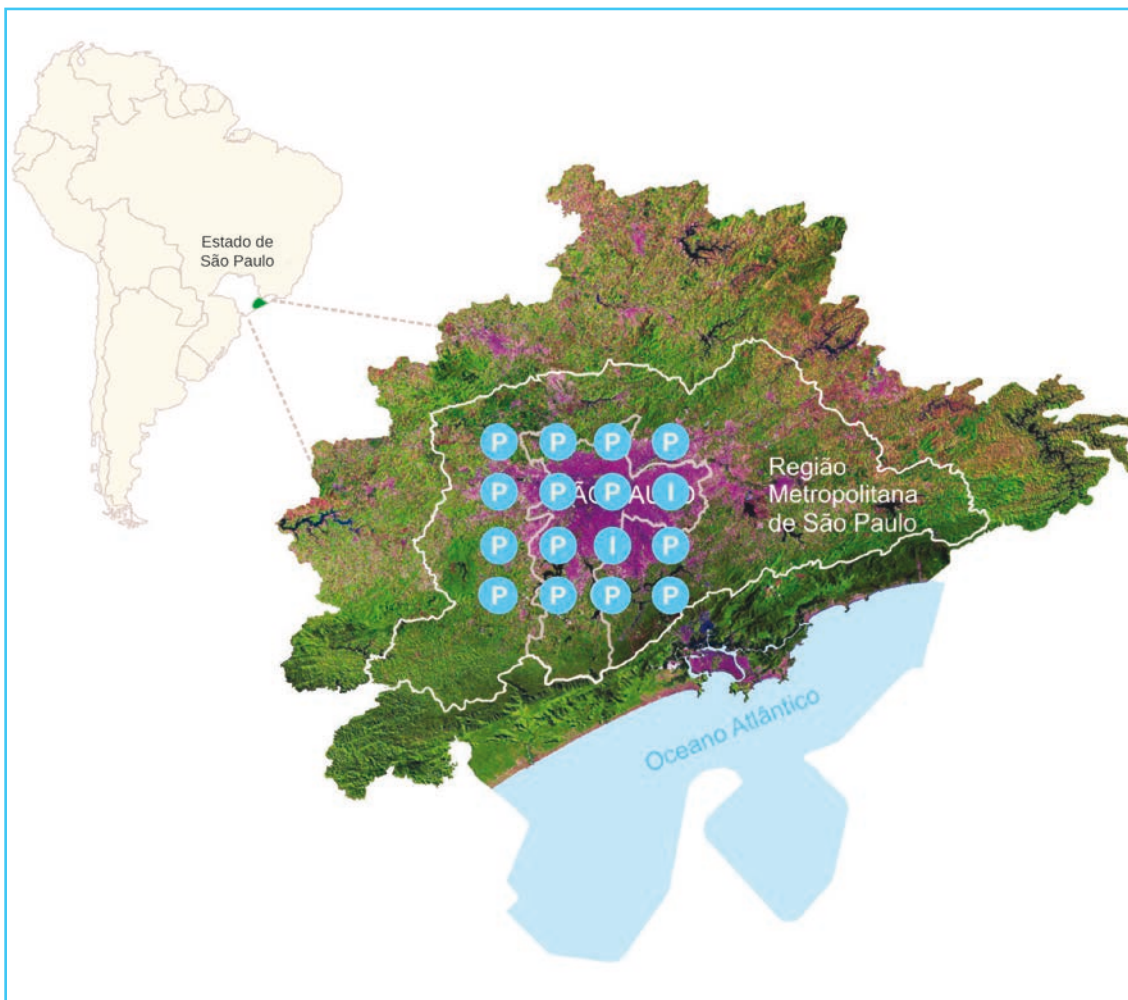 Estado de
São Paulo
P P P P
P P P I
P P I P
P P P P
Região
Metropolitana
de São Paulo
Oceano Atlântico